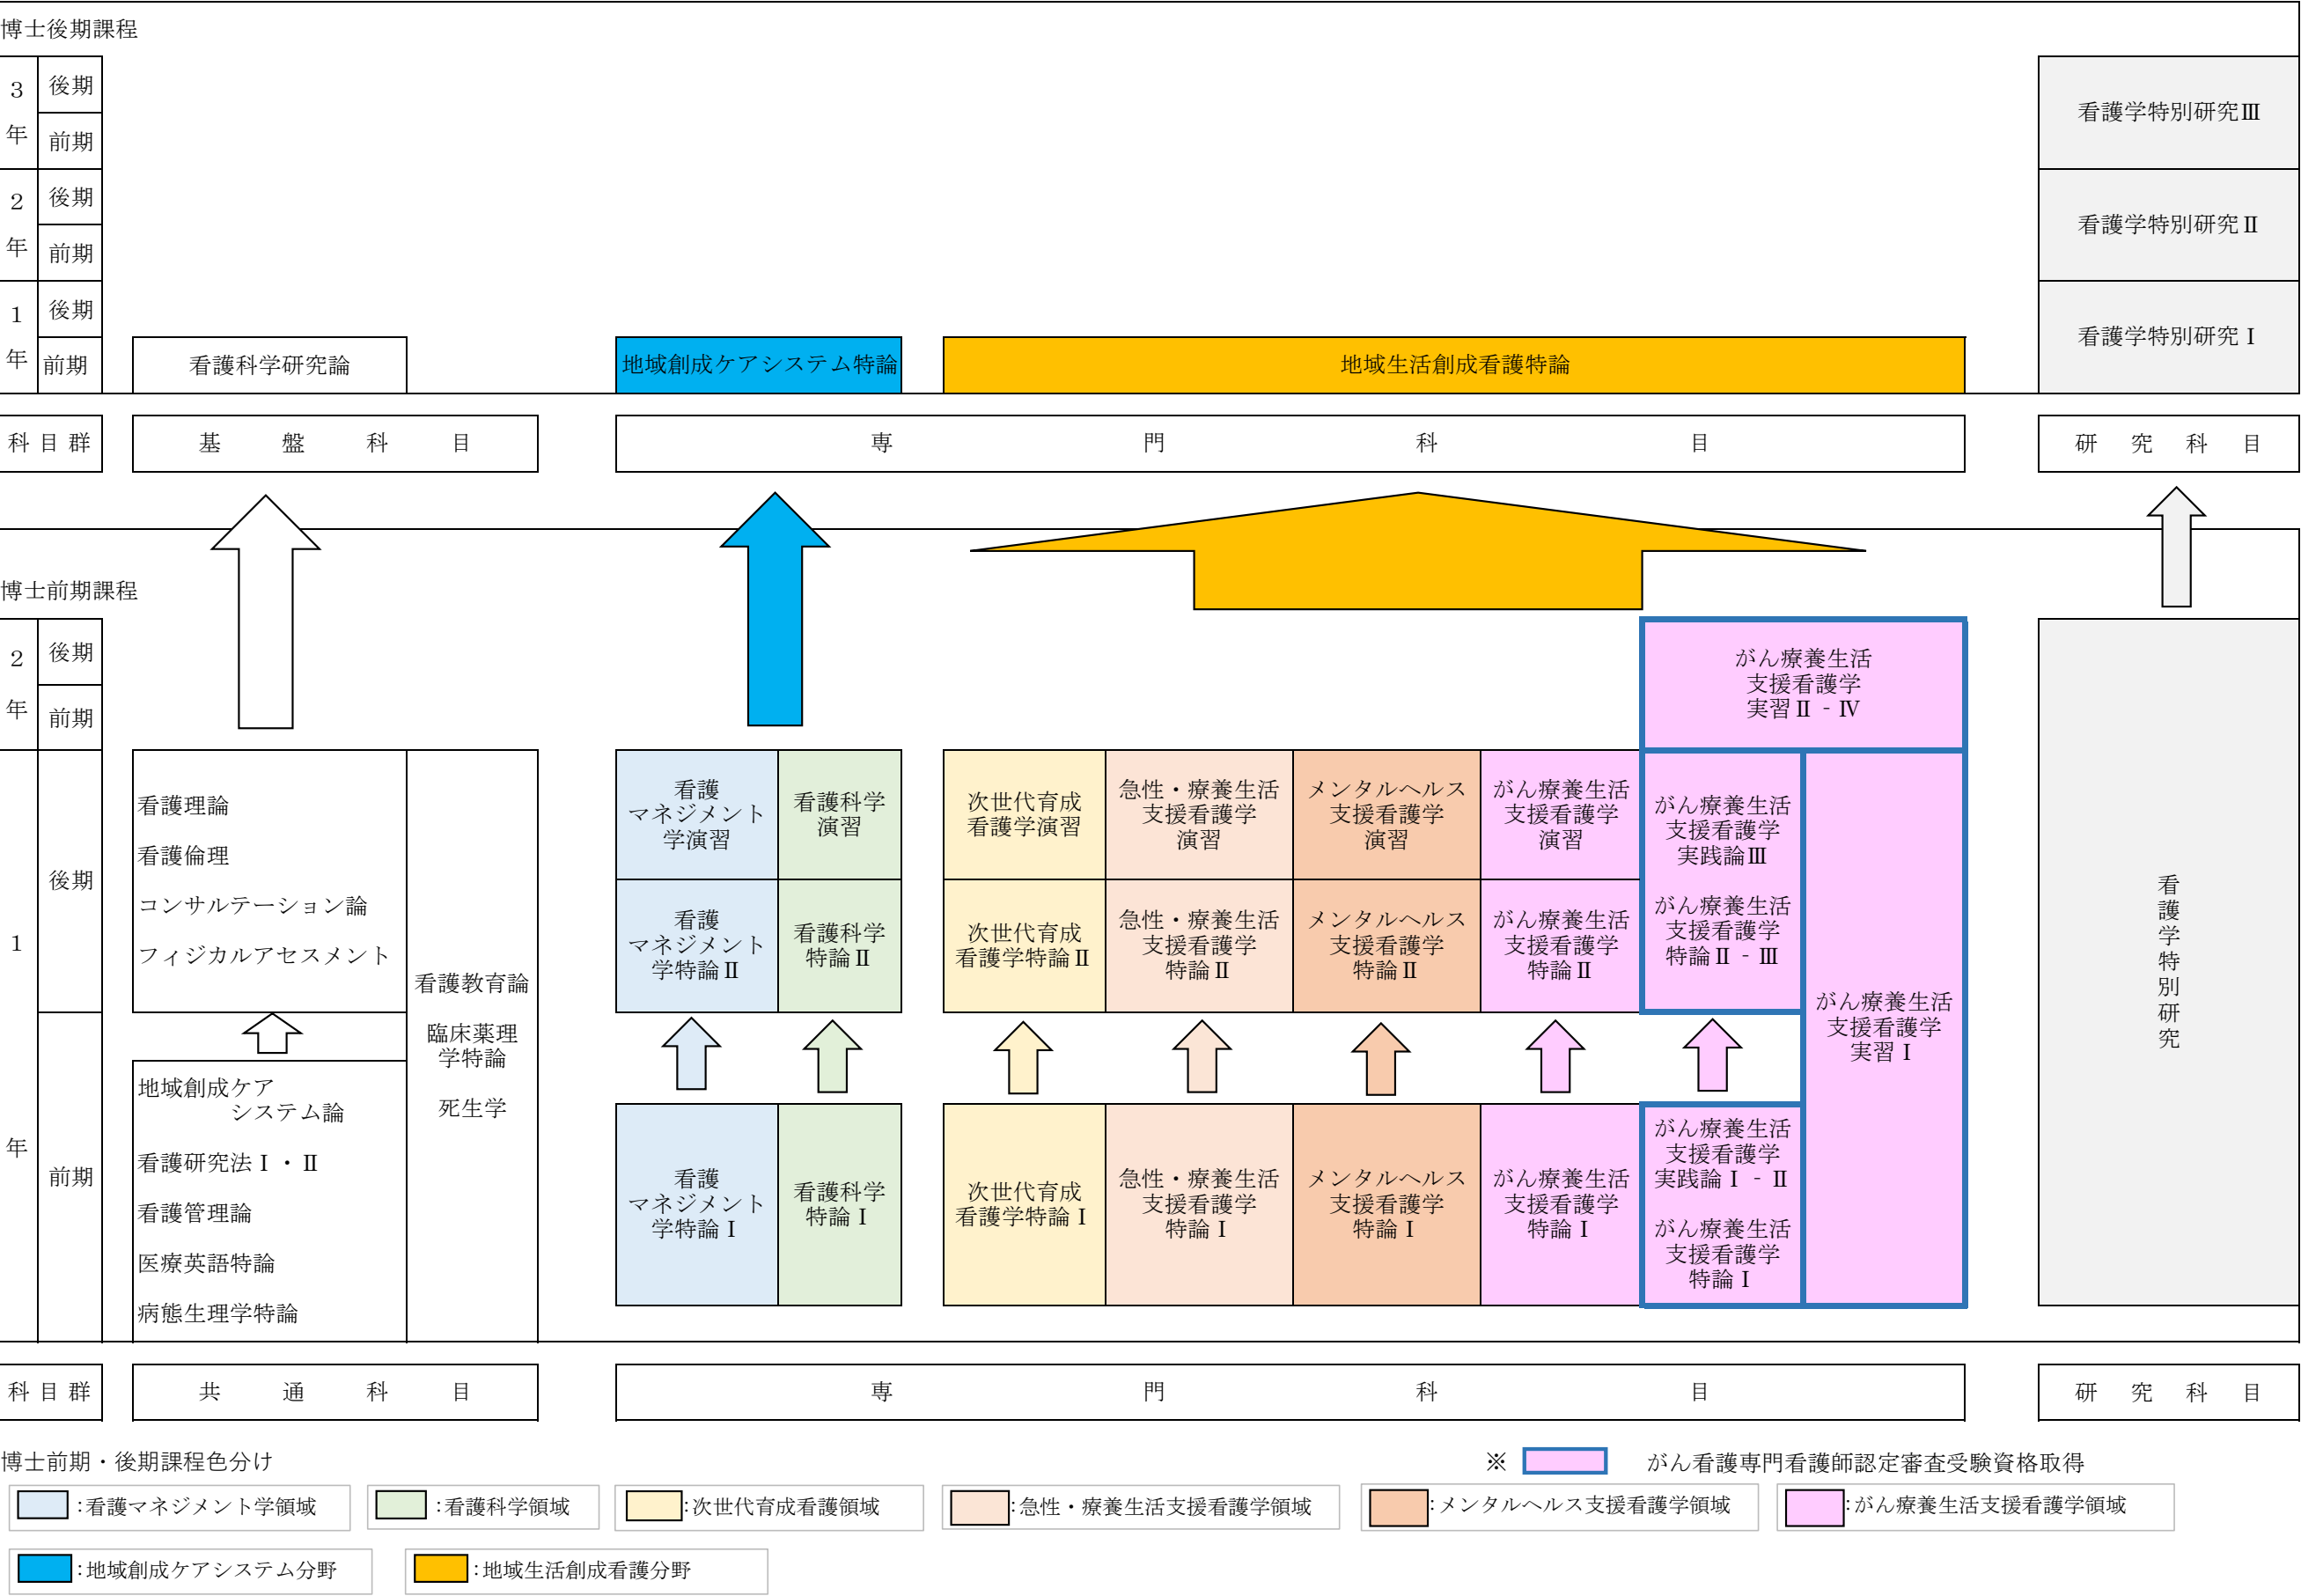 博士後期課程
3
年
後期
前期
2
年
後期
前期
1
年
後期
前期
看護科学研究論
地域創成ケアシステム特論
地域生活創成看護特論
看護学特別研究Ⅲ
看護学特別研究Ⅱ
看護学特別研究Ⅰ
科目群
基盤科目
専門科目
研究科目
博士前期課程
2
年
後期
前期
1
年
後期
前期
看護理論
看護倫理
コンサルテーション論
フィジカルアセスメント
地域創成ケア
システム論
看護研究法Ⅰ・Ⅱ
看護管理論
医療英語特論
病態生理学特論
看護教育論
臨床薬理
学特論
死生学
看護
マネジメント
学演習
看護科学
演習
看護
マネジメント
学特論Ⅱ
看護科学
特論Ⅱ
看護
マネジメント
学特論Ⅰ
看護科学
特論Ⅰ
次世代育成
看護学演習
急性・療養生活
支援看護学
演習
メンタルヘルス
支援看護学
演習
がん療養生活
支援看護学
演習
次世代育成
看護学特論Ⅱ
急性・療養生活
支援看護学
特論Ⅱ
メンタルヘルス
支援看護学
特論Ⅱ
がん療養生活
支援看護学
特論Ⅱ
次世代育成
看護学特論Ⅰ
急性・療養生活
支援看護学
特論Ⅰ
メンタルヘルス
支援看護学
特論Ⅰ
がん療養生活
支援看護学
特論Ⅰ
がん療養生活
支援看護学
実習Ⅱ‐Ⅳ
がん療養生活
支援看護学
実践論Ⅲ
がん療養生活
支援看護学
特論Ⅱ‐Ⅲ
がん療養生活
支援看護学
実践論Ⅰ‐Ⅱ
がん療養生活
支援看護学
特論Ⅰ
がん療養生活
支援看護学
実習Ⅰ
看護学特別研究
科目群
共通科目
専門科目
研究科目
博士前期・後期課程色分け
※ がん看護専門看護師認定審査受験資格取得
:看護マネジメント学領域
:看護科学領域
:次世代育成看護領域
:急性・療養生活支援看護学領域
:メンタルヘルス支援看護学領域
:がん療養生活支援看護学領域
:地域創成ケアシステム分野
:地域生活創成看護分野